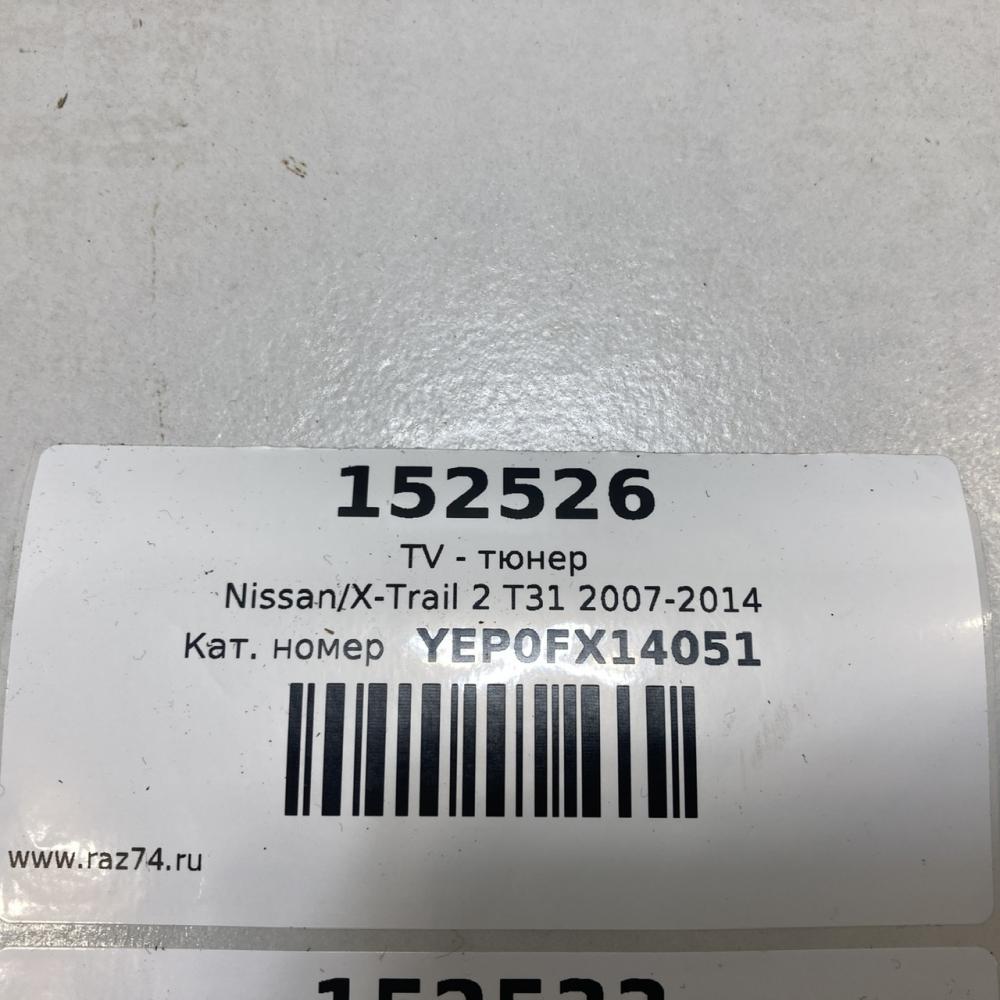 152526
TV - тюнер
Nissan/X-Trail 2 T31 2007-2014
Кат. номер YEP0FX14051
www.raz74.ru